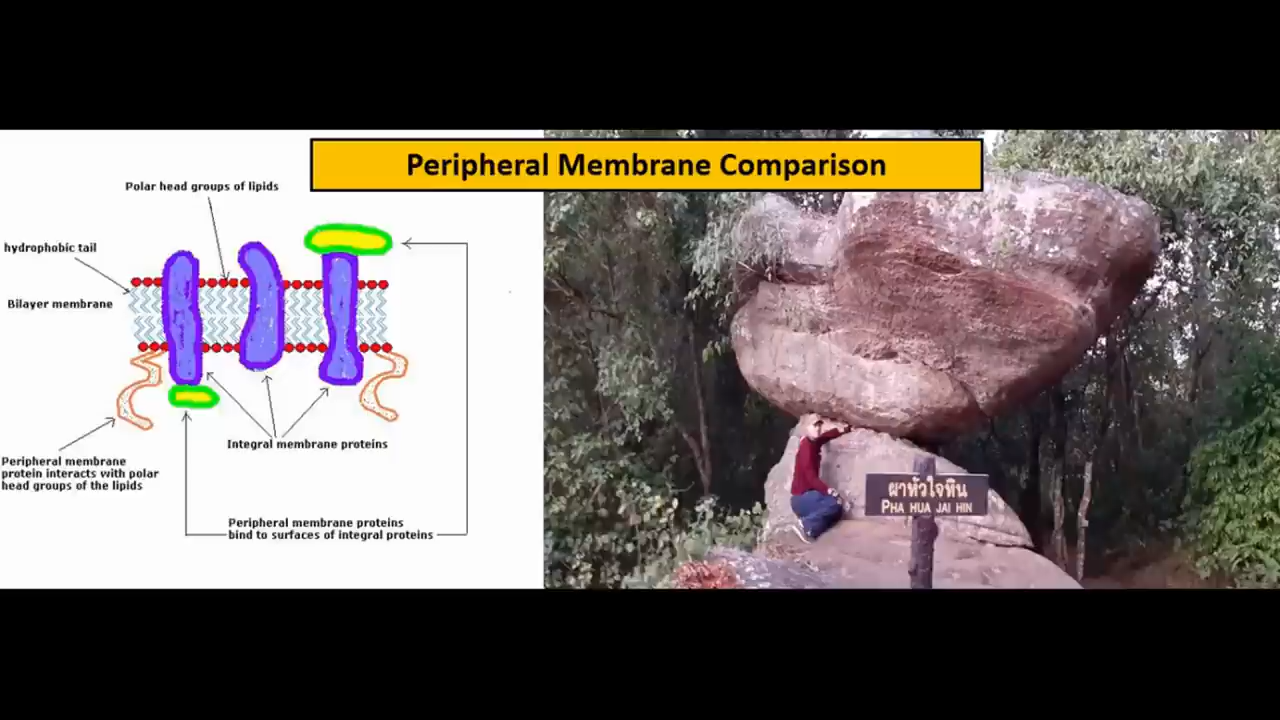 Peripheral Membrane Comparison
Polar head groups of lipids
hydrophobic tail
Bilayer membrane
Integral membrane proteins
Peripheral membrane
protein interacts with polar
head groups of the lipids
Peripheral membrane proteins
bind to surfaces of integral proteins
ผาหัวใจหิน
PHA HUA JAI HIN